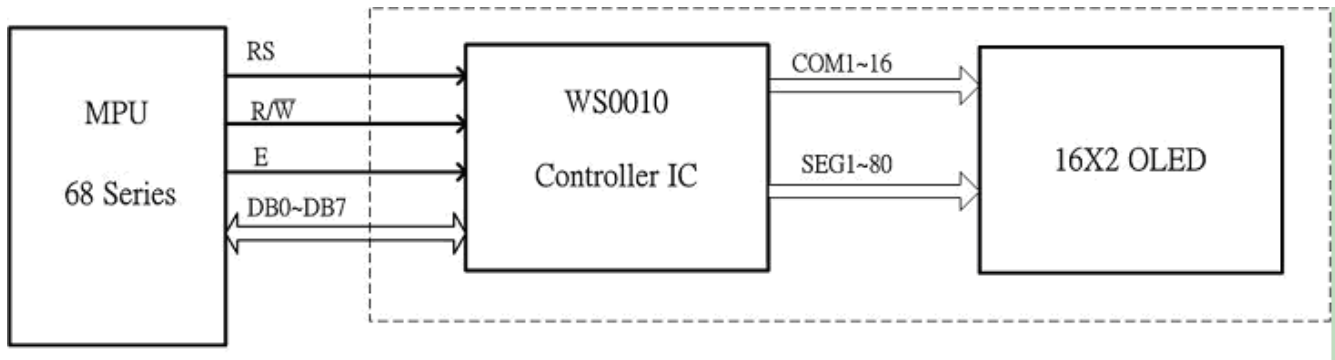 MPU
68 Series
RS
R/W̅
E
DB0~DB7
WS0010
Controller IC
COM1~16
SEG1~80
16X2 OLED